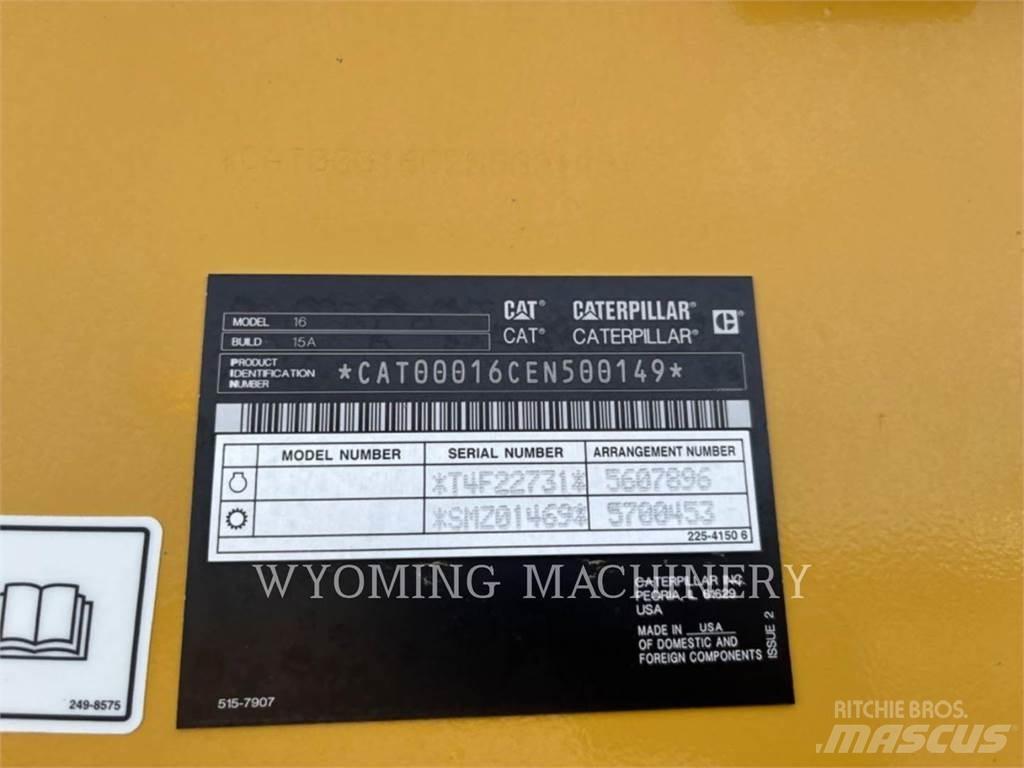 CAT® CATERPILLAR®
CAT® CATERPILLAR®
MODEL 16
BUILD 15A
PRODUCT IDENTIFICATION NUMBER *CAT00016CEN500149*
MODEL NUMBER SERIAL NUMBER ARRANGEMENT NUMBER
*T4F22731* 5607896
*SMZ01469* 5700453
225-4150 6
WYOMING MACHINERY
CATERPILLAR INC.
PEORIA, IL 61629
USA
MADE IN USA
OF DOMESTIC AND
FOREIGN COMPONENTS
ISSUE 2
515-7907
249-8575
RITCHIE BROS.
MASCUS